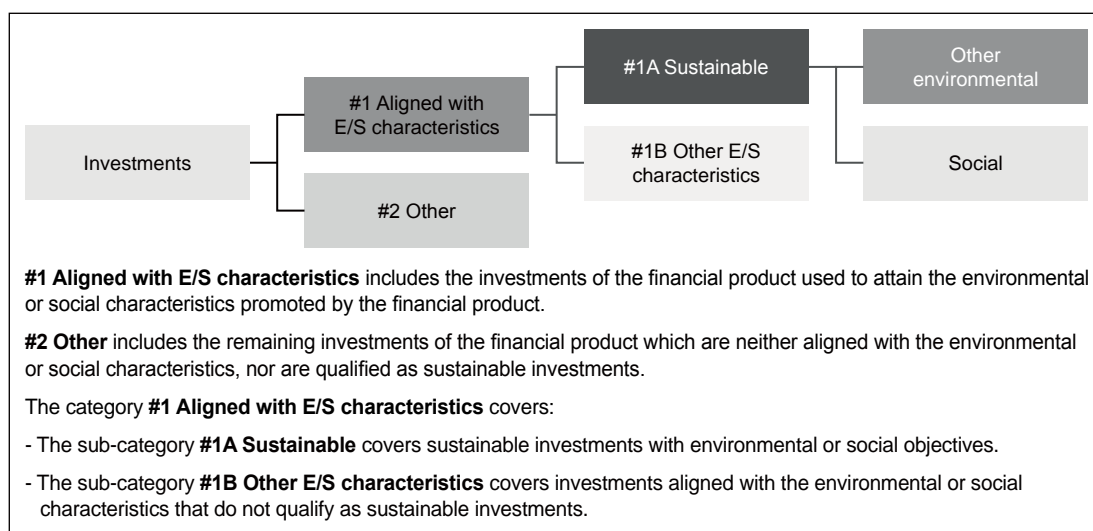 Investments
#1 Aligned with
E/S characteristics
#2 Other
#1A Sustainable
#1B Other E/S
characteristics
Other
environmental
Social
#1 Aligned with E/S characteristics includes the investments of the financial product used to attain the environmental
or social characteristics promoted by the financial product.
#2 Other includes the remaining investments of the financial product which are neither aligned with the environmental
or social characteristics, nor are qualified as sustainable investments.
The category #1 Aligned with E/S characteristics covers:
- The sub-category #1A Sustainable covers sustainable investments with environmental or social objectives.
- The sub-category #1B Other E/S characteristics covers investments aligned with the environmental or social
characteristics that do not qualify as sustainable investments.